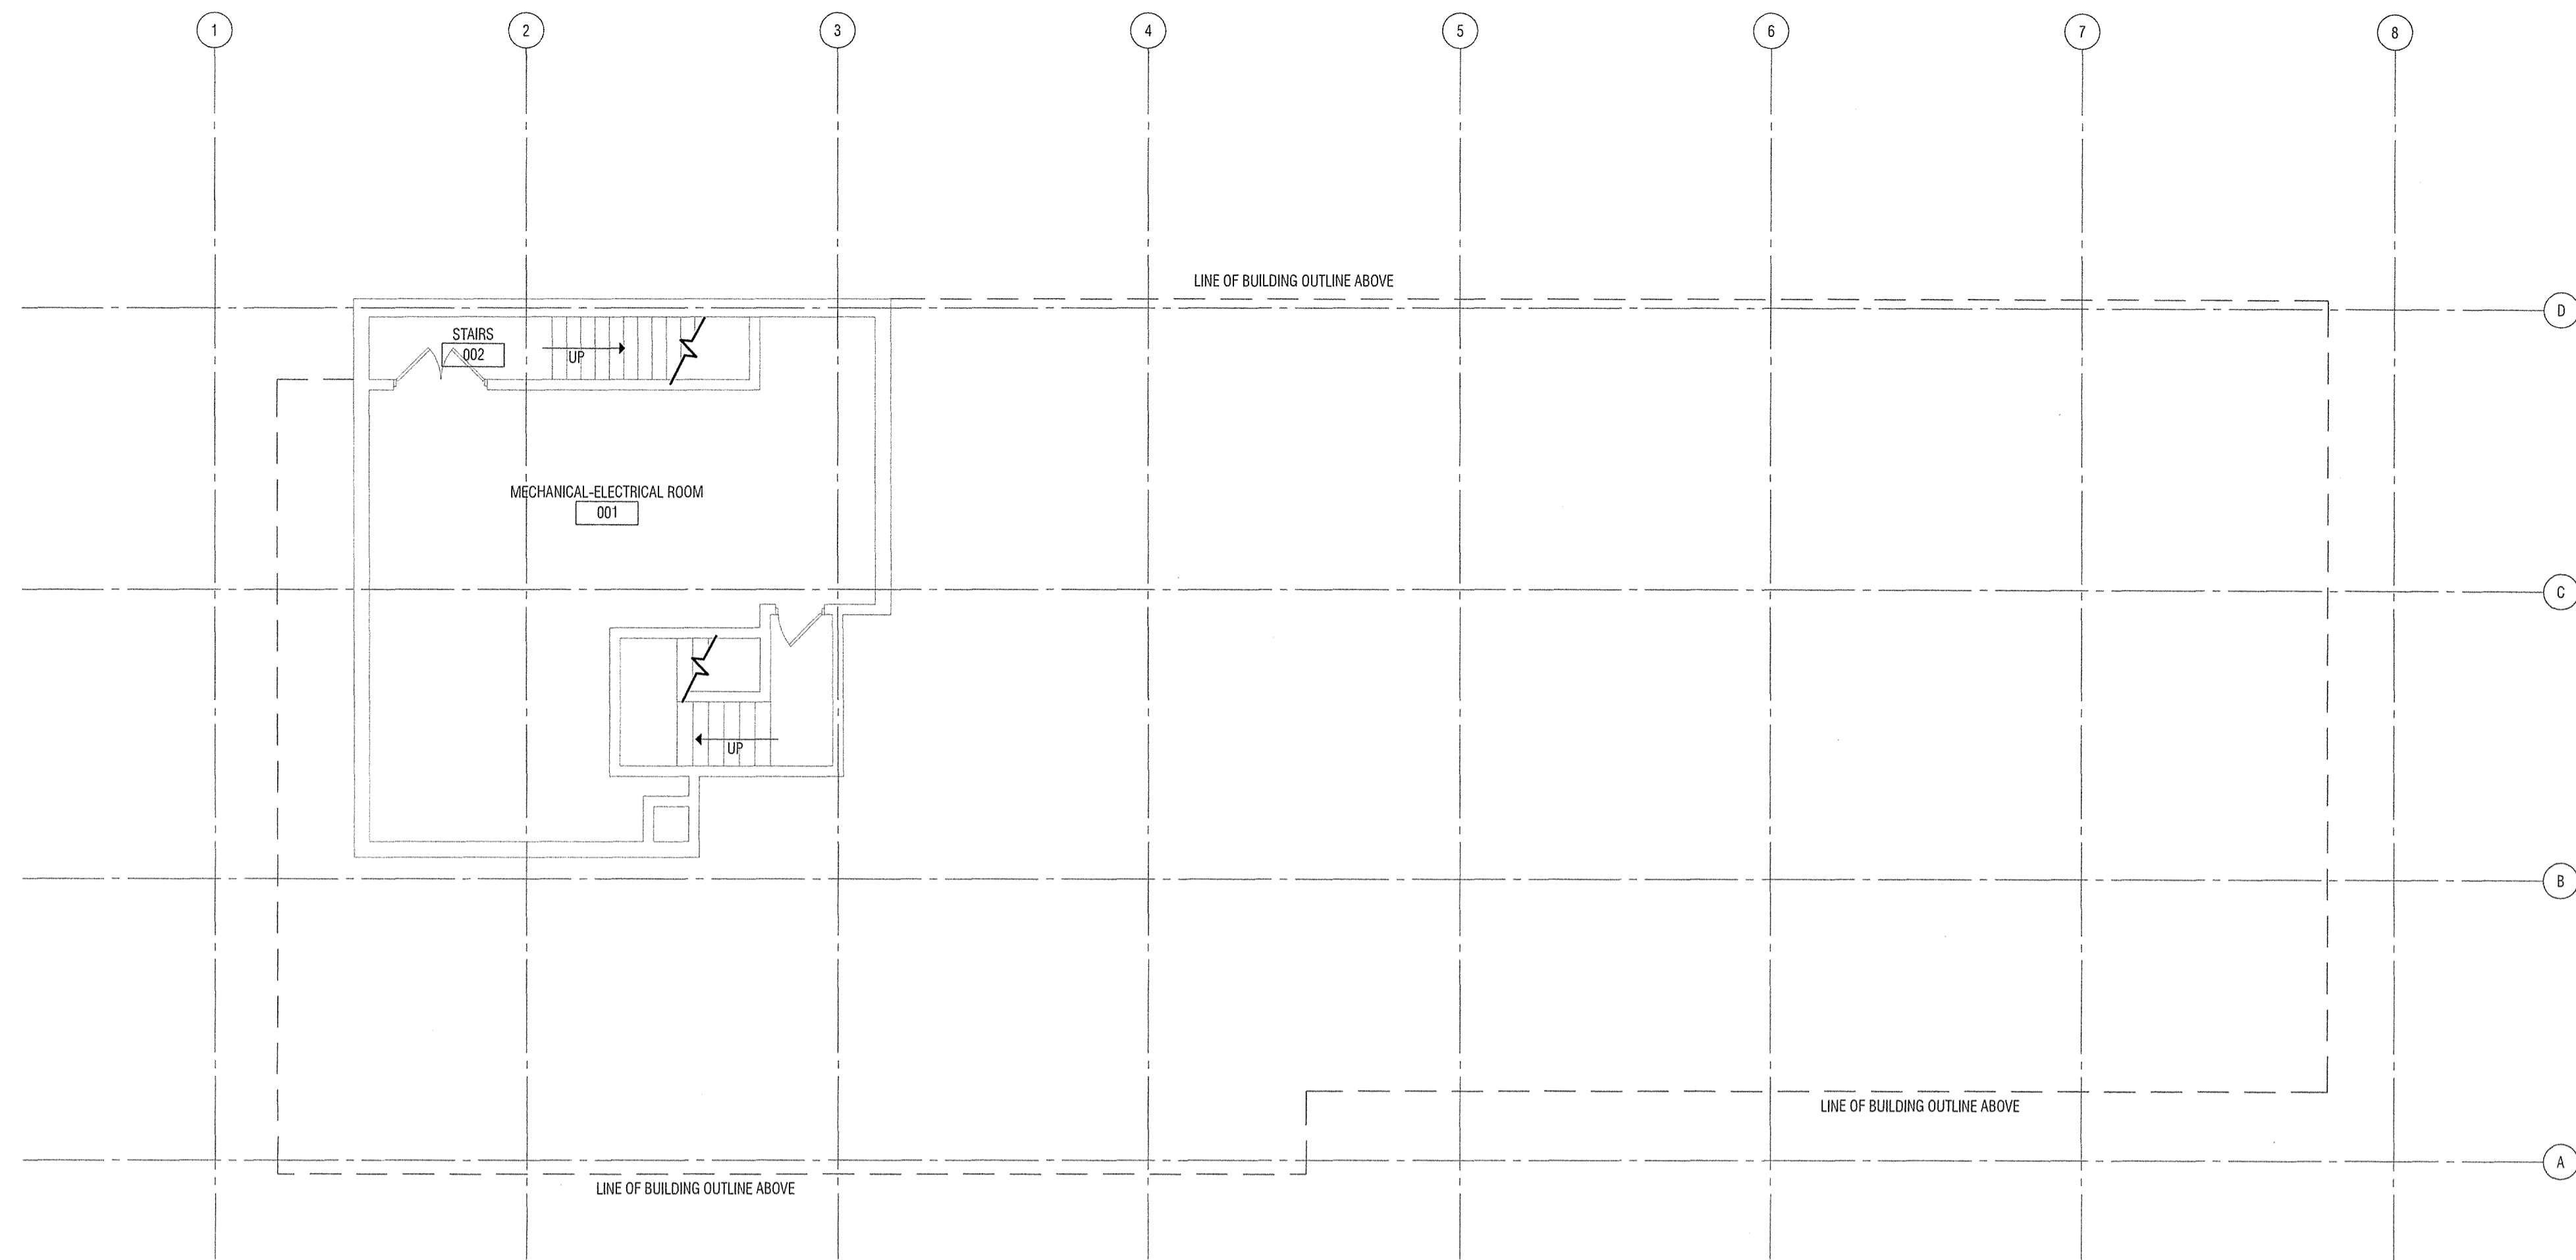 1
2
3
4
5
6
7
8
LINE OF BUILDING OUTLINE ABOVE
D
STAIRS
002
UP
MECHANICAL-ELECTRICAL ROOM
001
C
UP
B
LINE OF BUILDING OUTLINE ABOVE
A
LINE OF BUILDING OUTLINE ABOVE